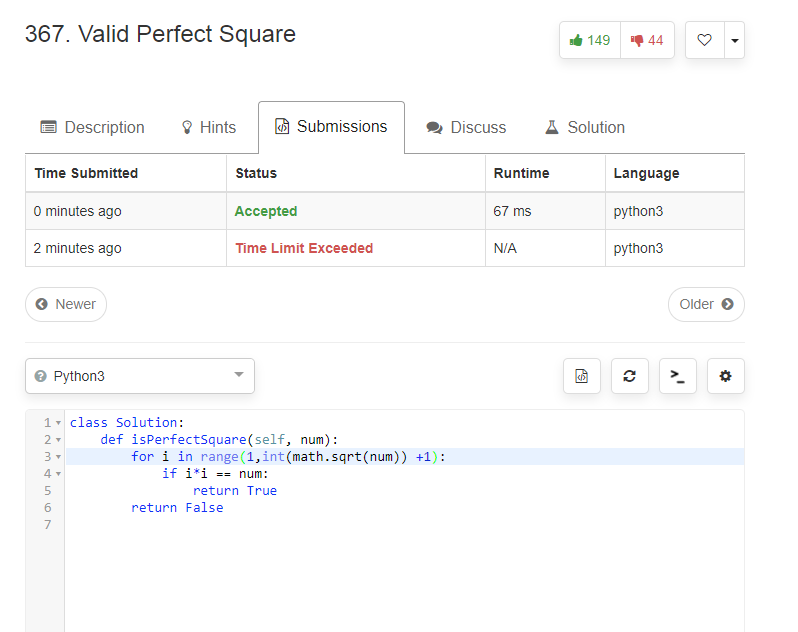 367. Valid Perfect Square
149
44
Description
Hints
Submissions
Discuss
Solution
Time Submitted Status Runtime Language
0 minutes ago Accepted 67 ms python3
2 minutes ago Time Limit Exceeded N/A python3
Newer
Older
Python3
1 class Solution:
2     def isPerfectSquare(self, num):
3         for i in range(1,int(math.sqrt(num)) +1):
4             if i*i == num:
5                 return True
6         return False
7